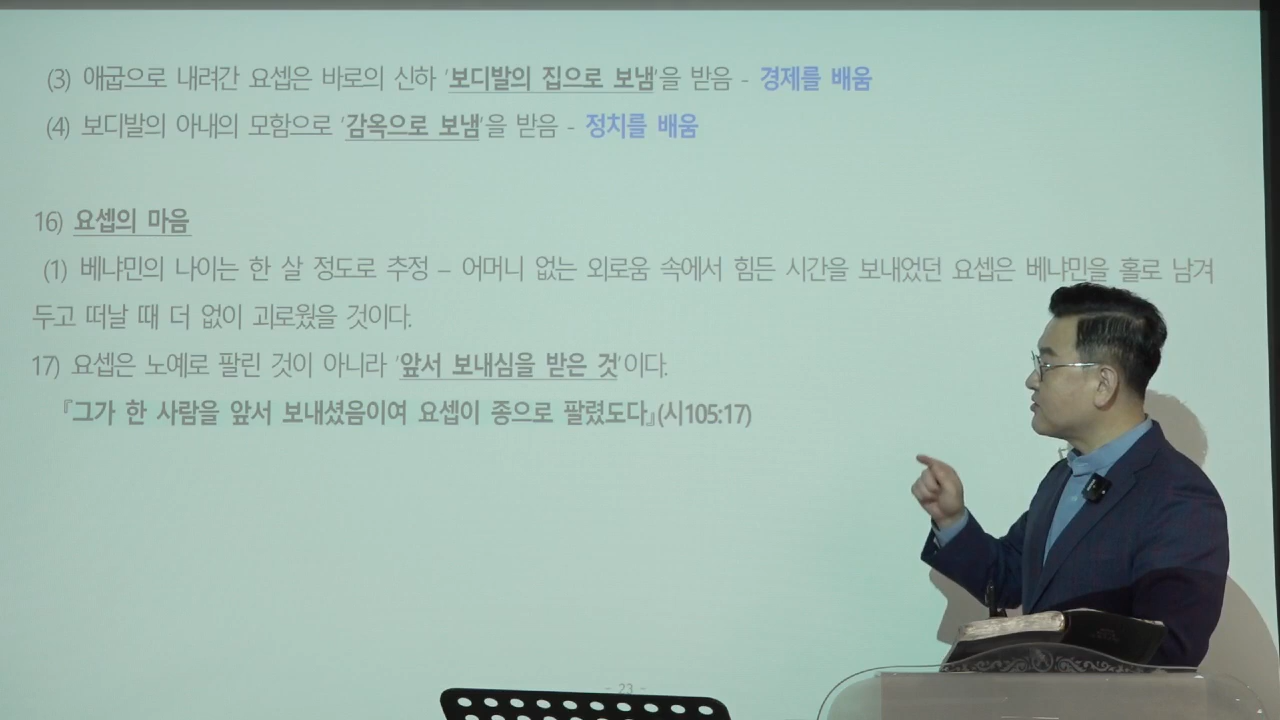 (3) 애굽으로 내려간 요셉은 바로의 신하 '보디발의 집으로 보냄'을 받음 - 경제를 배움
(4) 보디발의 아내의 모함으로 '감옥으로 보냄'을 받음 - 정치를 배움
16) 요셉의 마음
(1) 베냐민의 나이는 한 살 정도로 추정 – 어머니 없는 외로움 속에서 힘든 시간을 보내었던 요셉은 베냐민을 홀로 남겨
두고 떠날 때 더 없이 괴로웠을 것이다.
17) 요셉은 노예로 팔린 것이 아니라 '앞서 보내심을 받은 것'이다.
『그가 한 사람을 앞서 보내셨음이여 요셉이 종으로 팔렸도다』(시105:17)
- 23 -